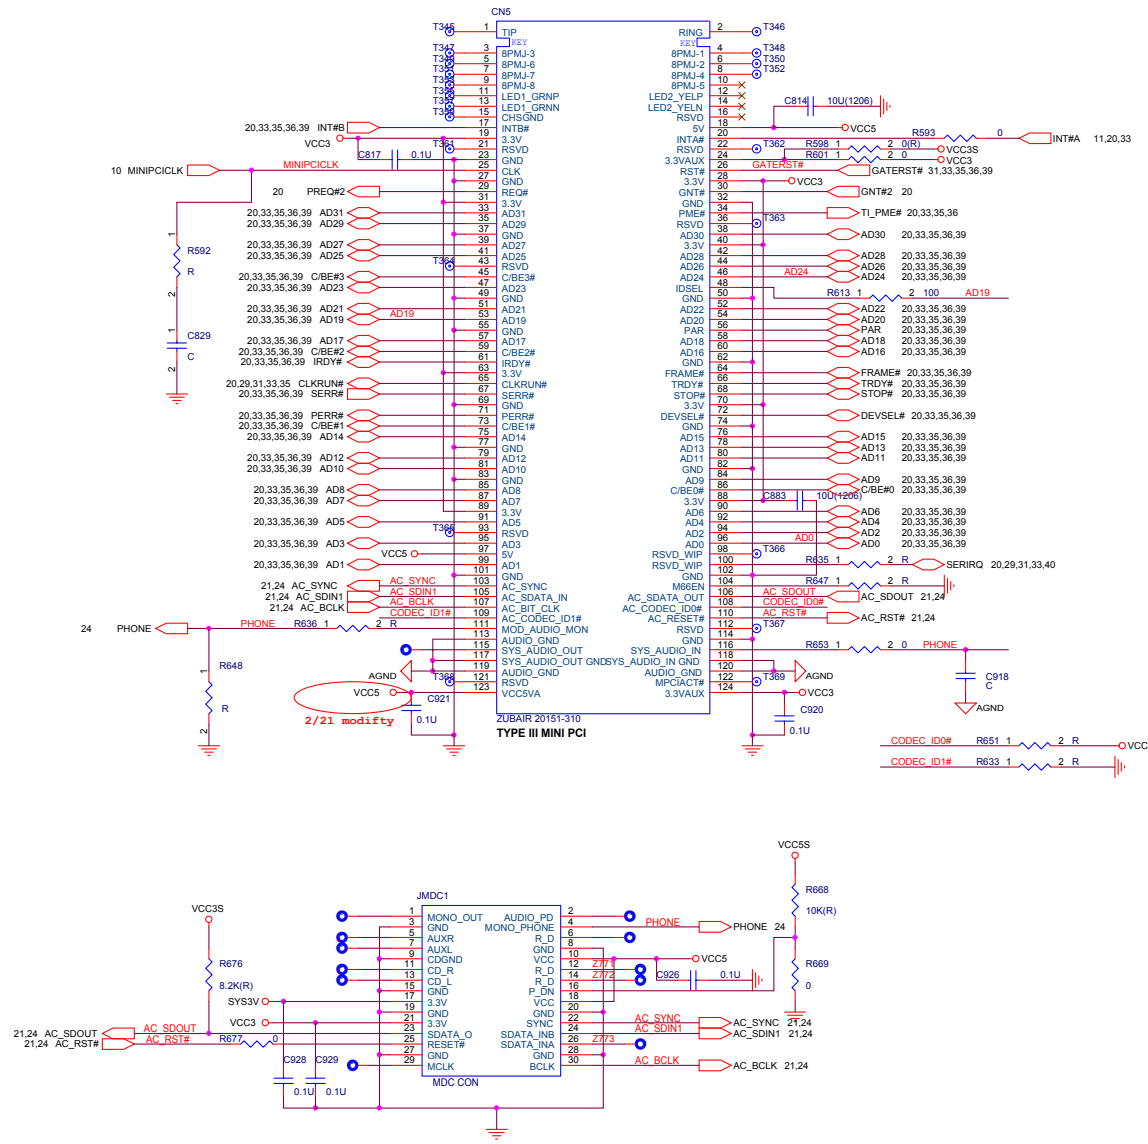 CN5
T345 1 TIP RING 2 T346
KEY KEY
T347 3 8PMJ-3 8PMJ-1 4 T348
5 8PMJ-6 8PMJ-2 6 T350
7 8PMJ-7 8PMJ-4 8 T352
9 8PMJ-8 8PMJ-5 10
11 LED1_GRNP LED2_YELP 12
13 LED1_GRNN LED2_YELN 14
15 CHSGND RSVD 16
C814 10U(1206)
20,33,35,36,39 INT#B 17 INTB# 5V 18 VCC5
VCC3 19 3.3V INTA# 20 R593 0 INT#A 11,20,33
T361 21 RSVD RSVD 22 T362 R598 1 2 0(R) VCC3S
C817 0.1U 23 GND 3.3VAUX 24 R601 1 2 0 VCC3
10 MINIPCICLK MINIPCICLK 25 CLK RST# 26 GATERST# GATERST# 31,33,35,36,39
27 GND 3.3V 28 VCC3
20 PREQ#2 29 REQ# GNT# 30 GNT#2 20
31 3.3V GND 32
20,33,35,36,39 AD31 33 AD31 PME# 34 TI_PME# 20,33,35,36
20,33,35,36,39 AD29 35 AD29 RSVD 36 T363
37 GND AD30 38 AD30 20,33,35,36,39
20,33,35,36,39 AD27 39 AD27 3.3V 40
20,33,35,36,39 AD25 41 AD25 AD28 42 AD28 20,33,35,36,39
T364 43 RSVD AD26 44 AD26 20,33,35,36,39
20,33,35,36,39 C/BE#3 45 C/BE3# AD24 46 AD24 AD24 20,33,35,36,39
20,33,35,36,39 AD23 47 AD23 IDSEL 48
49 GND GND 50 R613 1 2 100 AD19
20,33,35,36,39 AD21 51 AD21 AD22 52 AD22 20,33,35,36,39
20,33,35,36,39 AD19 AD19 53 AD19 AD20 54 AD20 20,33,35,36,39
55 GND PAR 56 PAR 20,33,35,36,39
20,33,35,36,39 AD17 57 AD17 AD18 58 AD18 20,33,35,36,39
20,33,35,36,39 C/BE#2 59 C/BE2# AD16 60 AD16 20,33,35,36,39
20,33,35,36,39 IRDY# 61 IRDY# GND 62
63 3.3V FRAME# 64 FRAME# 20,33,35,36,39
20,29,31,33,35 CLKRUN# 65 CLKRUN# TRDY# 66 TRDY# 20,33,35,36,39
20,33,35,36,39 SERR# 67 SERR# STOP# 68 STOP# 20,33,35,36,39
69 GND 3.3V 70
20,33,35,36,39 PERR# 71 PERR# DEVSEL# 72 DEVSEL# 20,33,35,36,39
20,33,35,36,39 C/BE#1 73 C/BE1# GND 74
20,33,35,36,39 AD14 75 AD14 AD15 76 AD15 20,33,35,36,39
77 GND AD13 78 AD13 20,33,35,36,39
20,33,35,36,39 AD12 79 AD12 AD11 80 AD11 20,33,35,36,39
20,33,35,36,39 AD10 81 AD10 GND 82
83 GND AD9 84 AD9 20,33,35,36,39
20,33,35,36,39 AD8 85 AD8 C/BE0# 86 C/BE#0 20,33,35,36,39
20,33,35,36,39 AD7 87 AD7 3.3V 88 C883 10U(1206)
89 3.3V AD6 90 AD6 20,33,35,36,39
20,33,35,36,39 AD5 91 AD5 AD4 92 AD4 20,33,35,36,39
T365 93 RSVD AD2 94 AD2 20,33,35,36,39
20,33,35,36,39 AD3 95 AD3 AD0 96 AD0 AD0 20,33,35,36,39
VCC5 97 5V RSVD_WIP 98 T366
20,33,35,36,39 AD1 99 AD1 RSVD_WIP 100 R635 1 2 R SERIRQ 20,29,31,33,40
101 GND GND 102
21,24 AC_SYNC AC_SYNC 103 AC_SYNC M66EN 104 R647 1 2 R
21,24 AC_SDIN1 AC_SDIN1 105 AC_SDATA_IN AC_SDATA_OUT 106 AC_SDOUT AC_SDOUT 21,24
21,24 AC_BCLK AC_BCLK 107 AC_BIT_CLK AC_CODEC_ID0# 108 CODEC_ID0#
CODEC_ID1# 109 AC_CODEC_ID1# AC_RESET# 110 AC_RST# AC_RST# 21,24
24 PHONE PHONE R636 1 2 R 111 MOD_AUDIO_MON RSVD 112 T367
113 AUDIO_GND GND 114
115 SYS_AUDIO_OUT SYS_AUDIO_IN 116 R653 1 2 0 PHONE
117 SYS_AUDIO_OUT GND SYS_AUDIO_IN GND 118
AGND 119 AUDIO_GND AUDIO_GND 120 AGND
T368 121 RSVD MPCIACT# 122 T369
VCC5 123 VCC5VA 3.3VAUX 124 VCC3
1 R592 R 2
1 C829 C 2
1 R648 R 2
C921 0.1U
2/21 modifty
C918 C AGND
C920 0.1U
ZUBAIR 20151-310
TYPE III MINI PCI
CODEC_ID0# R651 1 2 R VCC
CODEC_ID1# R633 1 2 R
VCC5S
R668
10K(R)
R669
0
VCC3S
R676
8.2K(R)
JMDC1
1 MONO_OUT AUDIO_PD 2
3 GND MONO_PHONE 4 PHONE PHONE 24
5 AUXR R_D 6
7 AUXL GND 8
9 CDGND VCC 10 VCC5
11 CD_R R_D 12 Z771
13 CD_L R_D 14 Z772 C926 0.1U
15 GND P_DN 16
SYS3V 17 3.3V VCC 18
19 GND GND 20
VCC3 21 3.3V SYNC 22 AC_SYNC AC_SYNC 21,24
21,24 AC_SDOUT AC_SDOUT 23 SDATA_O SDATA_INB 24 AC_SDIN1 AC_SDIN1 21,24
21,24 AC_RST# AC_RST# R677 0 25 RESET# SDATA_INA 26 Z773
27 GND GND 28
29 MCLK BCLK 30 AC_BCLK AC_BCLK 21,24
C928 C929
0.1U 0.1U
MDC CON